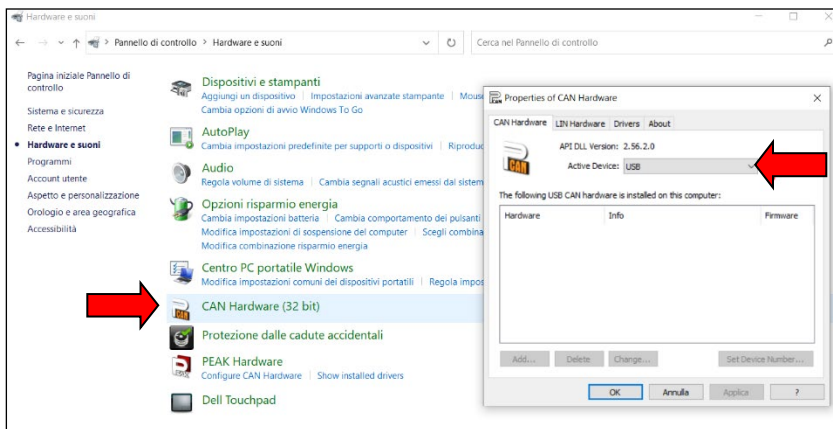 Hardware e suoni
Pannello di controllo > Hardware e suoni
Cerca nel Pannello di controllo
Pagina iniziale Pannello di
controllo
Sistema e sicurezza
Rete e Internet
Hardware e suoni
Programmi
Account utente
Aspetto e personalizzazione
Orologio e area geografica
Accessibilità
Dispositivi e stampanti
Aggiungi un dispositivo | Impostazioni avanzate stampante | Mouse
Cambia opzioni di avvio Windows To Go
AutoPlay
Cambia impostazioni predefinite per supporti o dispositivi | Riproduc
Audio
Regola volume di sistema | Cambia segnali acustici emessi dal sistem
Opzioni risparmio energia
Cambia impostazioni batteria | Cambia comportamento dei pulsanti
Modifica impostazioni di sospensione del computer | Scegli combina
Modifica combinazione risparmio energia
Centro PC portatile Windows
Modifica impostazioni comuni dei dispositivi portatili | Regola impos
CAN Hardware (32 bit)
Protezione dalle cadute accidentali
PEAK Hardware
Configure CAN Hardware | Show installed drivers
Dell Touchpad
Properties of CAN Hardware
CAN Hardware LIN Hardware Drivers About
CAN
API DLL Version: 2.56.2.0
Active Device: USB
The following USB CAN hardware is installed on this computer:
Hardware Info Firmware
Add... Delete Change... Set Device Number...
OK Annulla Applica ?